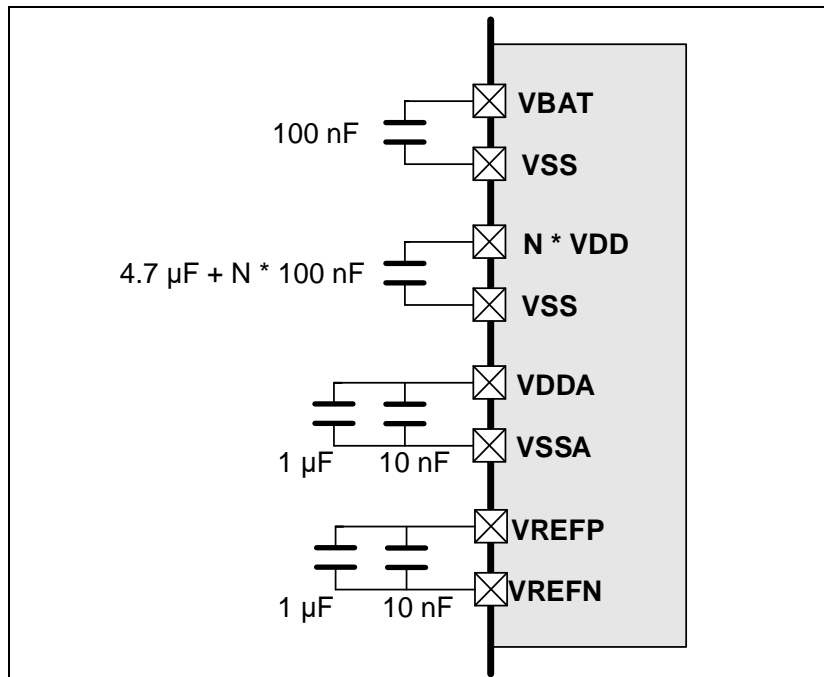 VBAT
100 nF
VSS
N * VDD
4.7 µF + N * 100 nF
VSS
VDDA
VSSA
1 µF 10 nF
VREFP
VREFN
1 µF 10 nF